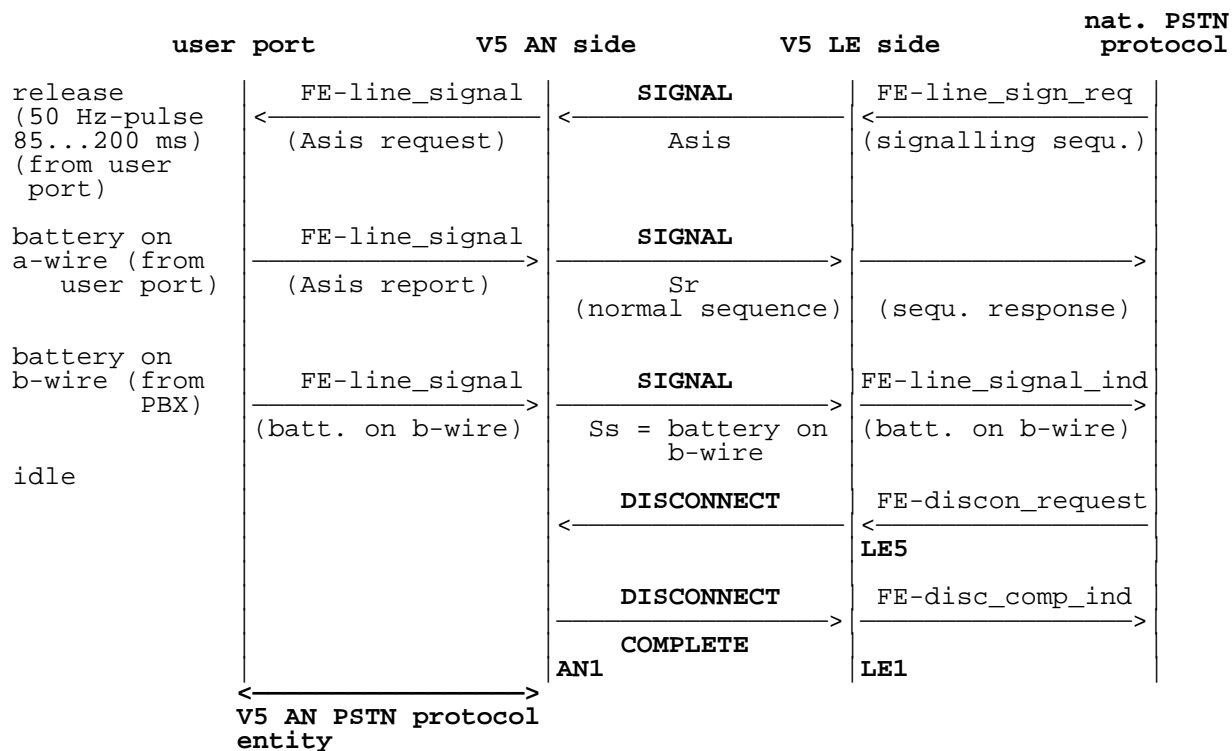 nat. PSTN
user port V5 AN side V5 LE side protocol
release FE-line_signal SIGNAL FE-line_sign_req
(50 Hz-pulse
85...200 ms) (Asis request) Asis (signalling sequ.)
(from user
port)
battery on FE-line_signal SIGNAL
a-wire (from
user port) (Asis report) Sr
(normal sequence) (sequ. response)
battery on
b-wire (from FE-line_signal SIGNAL FE-line_signal_ind
PBX)
(batt. on b-wire) Ss = battery on (batt. on b-wire)
b-wire
idle
DISCONNECT FE-discon_request
LE5
DISCONNECT FE-disc_comp_ind
COMPLETE
AN1 LE1
V5 AN PSTN protocol
entity